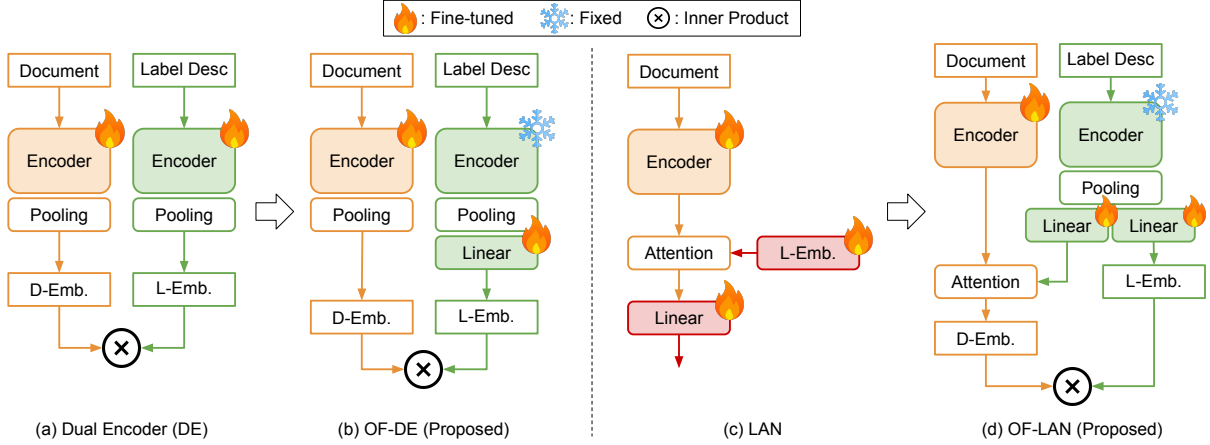 : Fine-tuned : Fixed : Inner Product
Document
Label Desc
Encoder
Encoder
Pooling
Pooling
D-Emb.
L-Emb.
(a) Dual Encoder (DE)
Document
Label Desc
Encoder
Encoder
Pooling
Pooling
Linear
D-Emb.
L-Emb.
(b) OF-DE (Proposed)
Document
Encoder
Attention
L-Emb.
Linear
(c) LAN
Document
Label Desc
Encoder
Encoder
Pooling
Linear
Linear
Attention
L-Emb.
D-Emb.
(d) OF-LAN (Proposed)